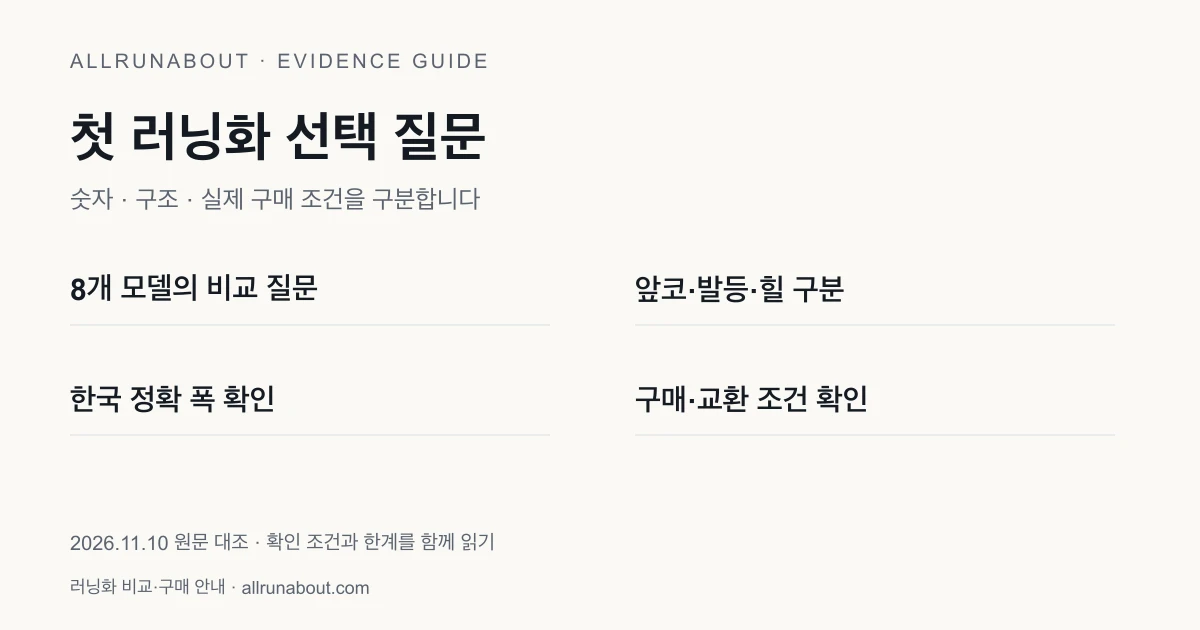 ALLRUNABOUT · EVIDENCE GUIDE
첫 러닝화 선택 질문
숫자 · 구조 · 실제 구매 조건을 구분합니다
8개 모델의 비교 질문
앞코·발등·힐 구분
한국 정확 폭 확인
구매·교환 조건 확인
2026.11.10 원문 대조 · 확인 조건과 한계를 함께 읽기
러닝화 비교·구매 안내 · allrunabout.com